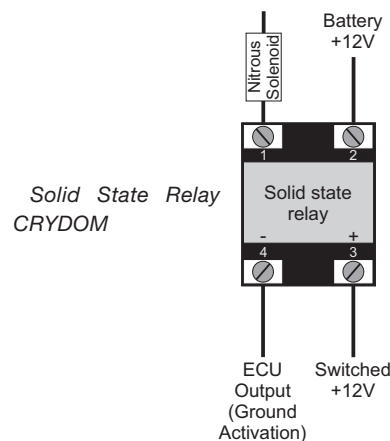 Nitrous
Solenoid
Battery
+12V
1
2
Solid State Relay
CRYDOM
Solid state
relay
-
+
4
3
ECU
Output
(Ground
Activation)
Switched
+12V